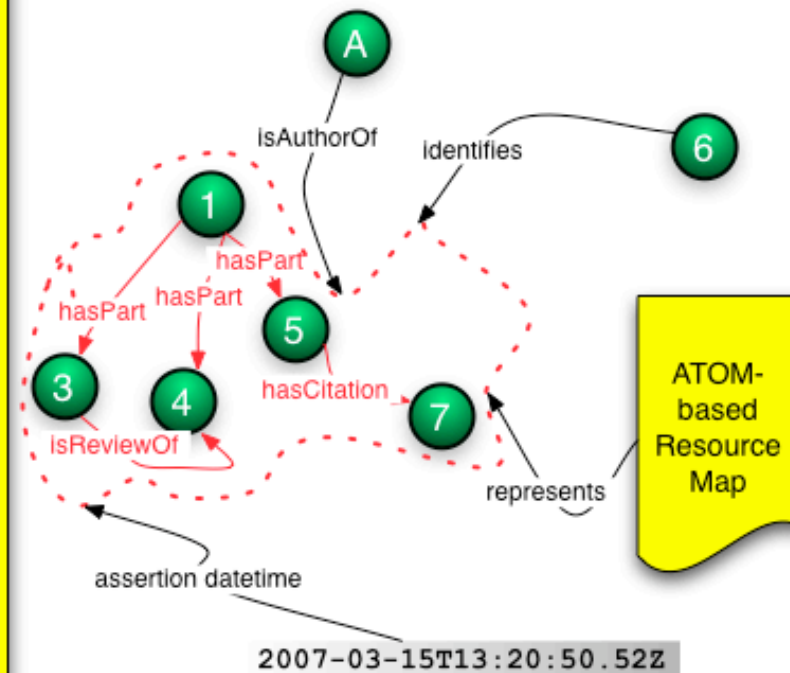 A
isAuthorOf
identifies
6
1
hasPart
hasPart
hasPart
5
3
4
hasCitation
7
isReviewOf
ATOM-
based
Resource
Map
represents
assertion datetime
2007-03-15T13:20:50.52Z